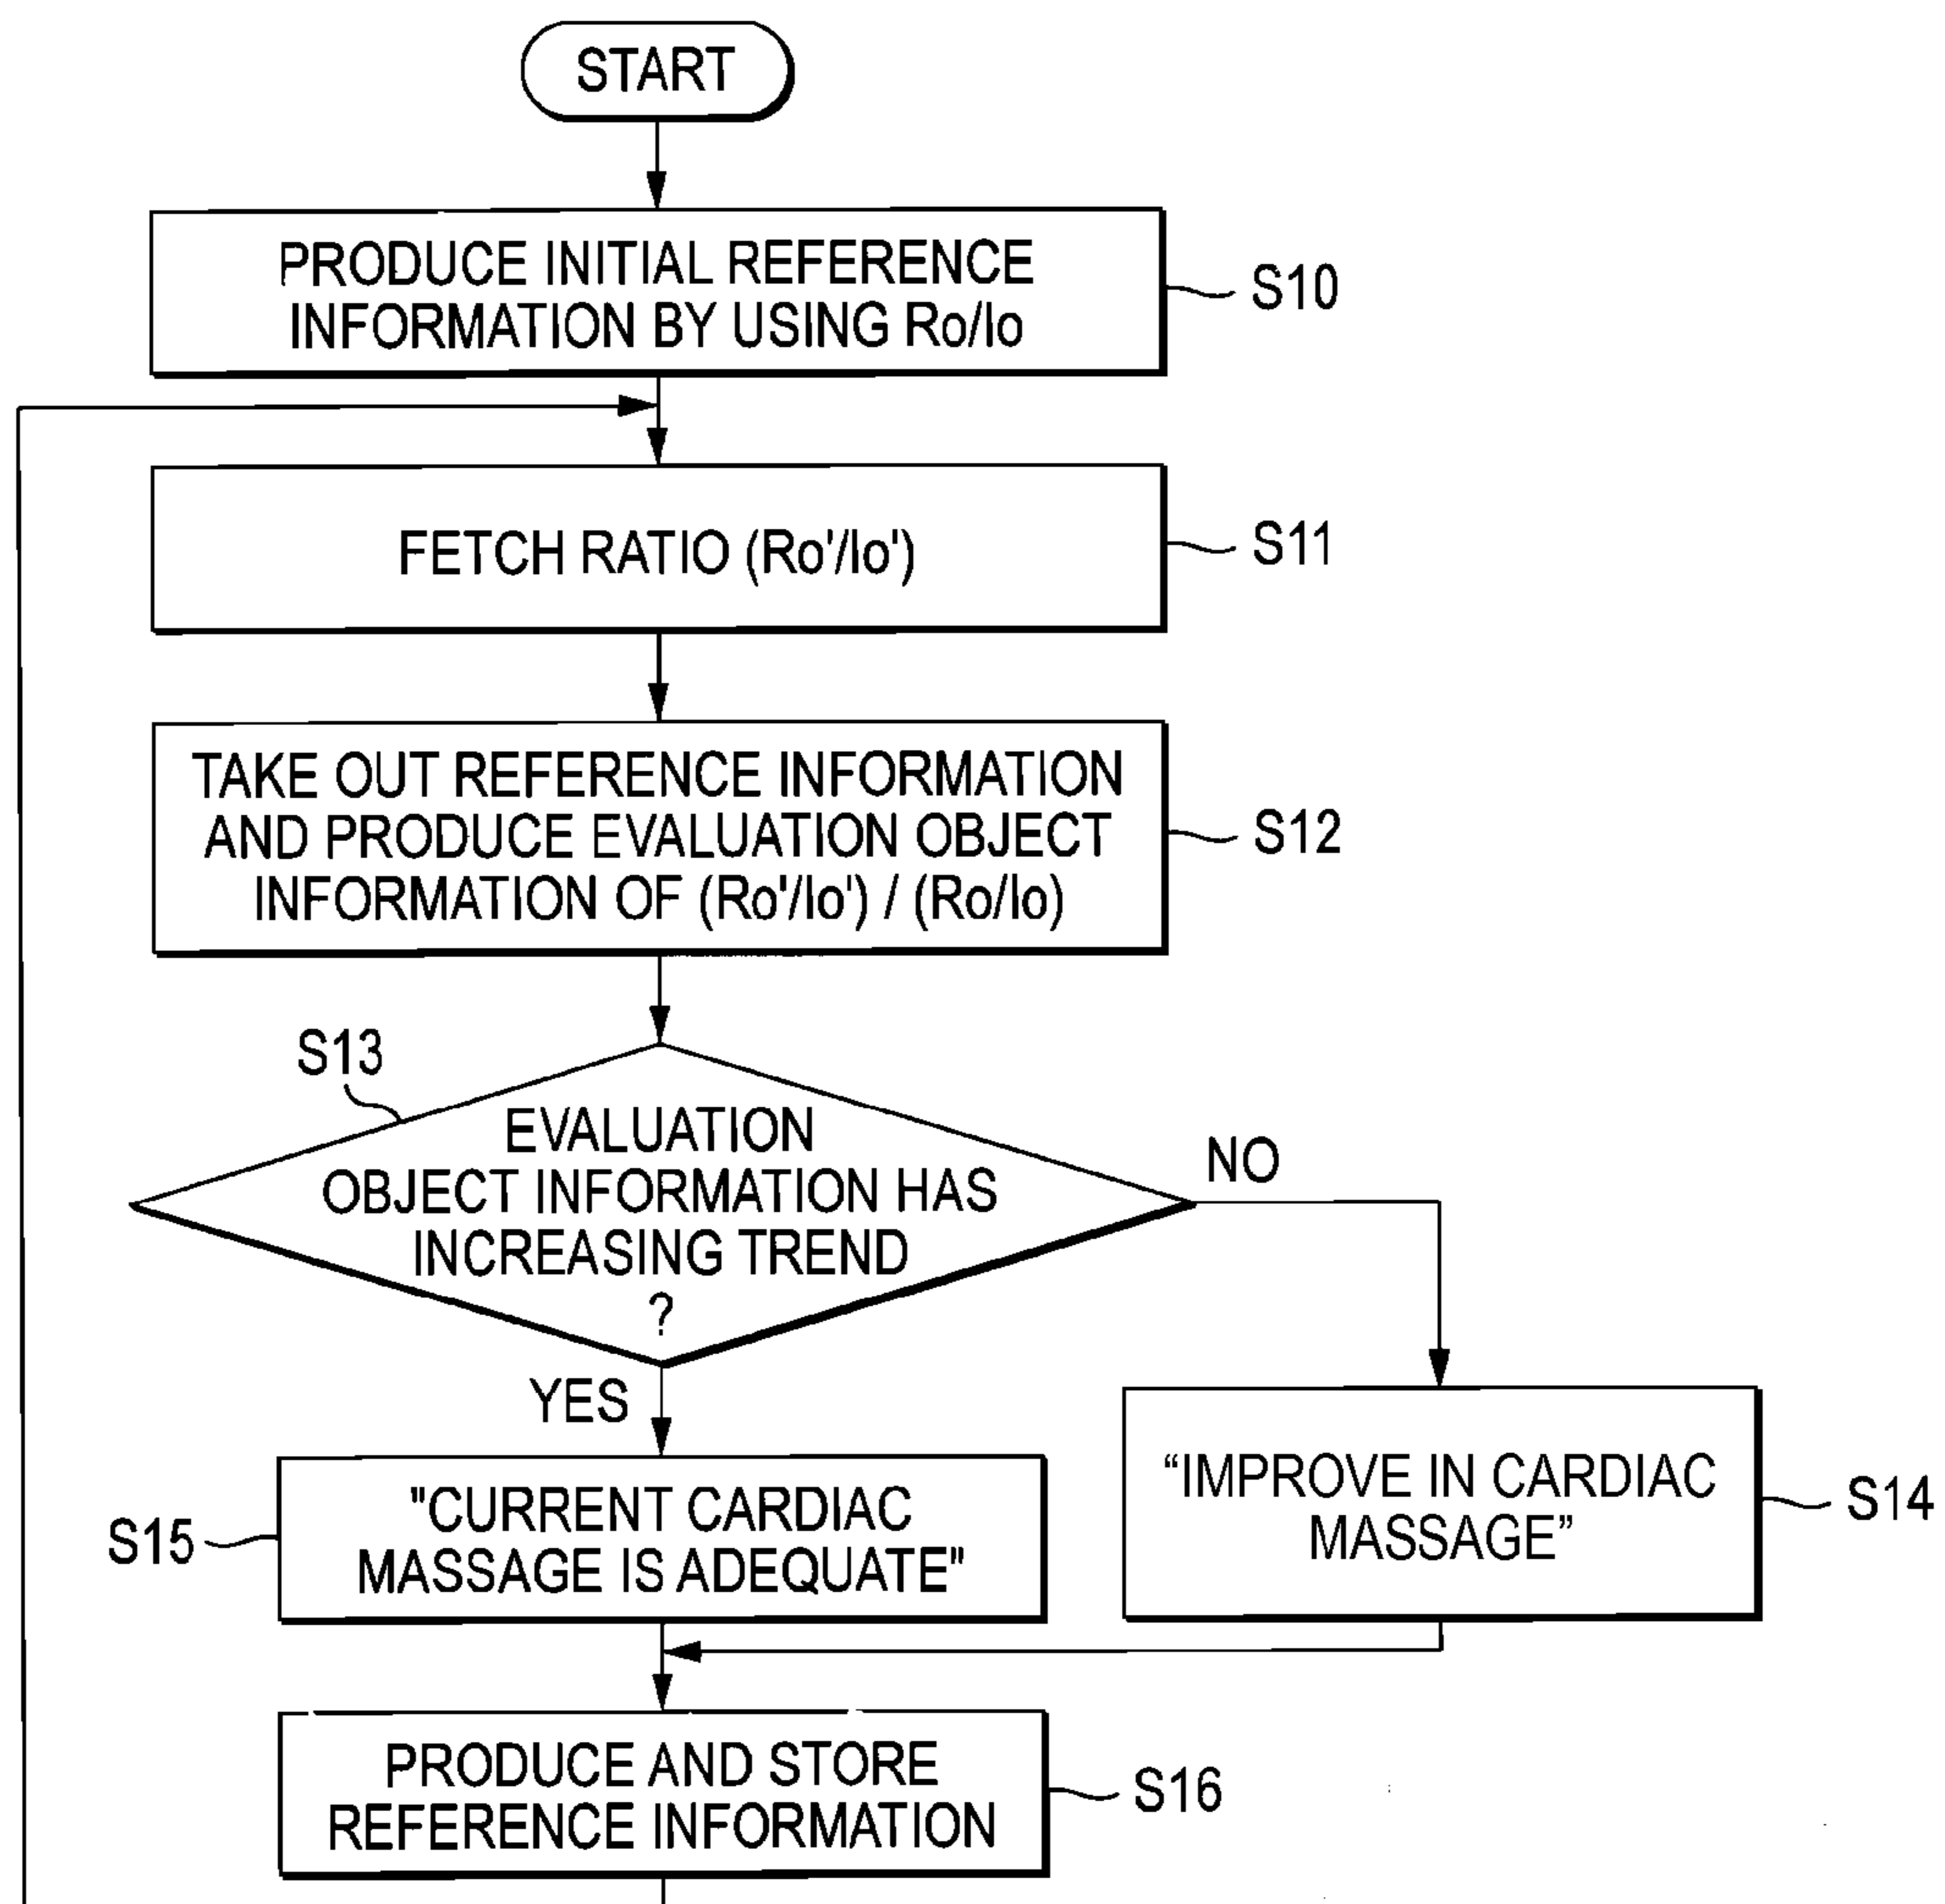 START
PRODUCE INITIAL REFERENCE
INFORMATION BY USING Ro/Io
S10
FETCH RATIO (Ro'/Io')
S11
TAKE OUT REFERENCE INFORMATION
AND PRODUCE EVALUATION OBJECT
INFORMATION OF (Ro'/Io') / (Ro/Io)
S12
S13
EVALUATION
OBJECT INFORMATION HAS
INCREASING TREND
?
NO
YES
"CURRENT CARDIAC
MASSAGE IS ADEQUATE"
S15
“IMPROVE IN CARDIAC
MASSAGE”
S14
PRODUCE AND STORE
REFERENCE INFORMATION
S16